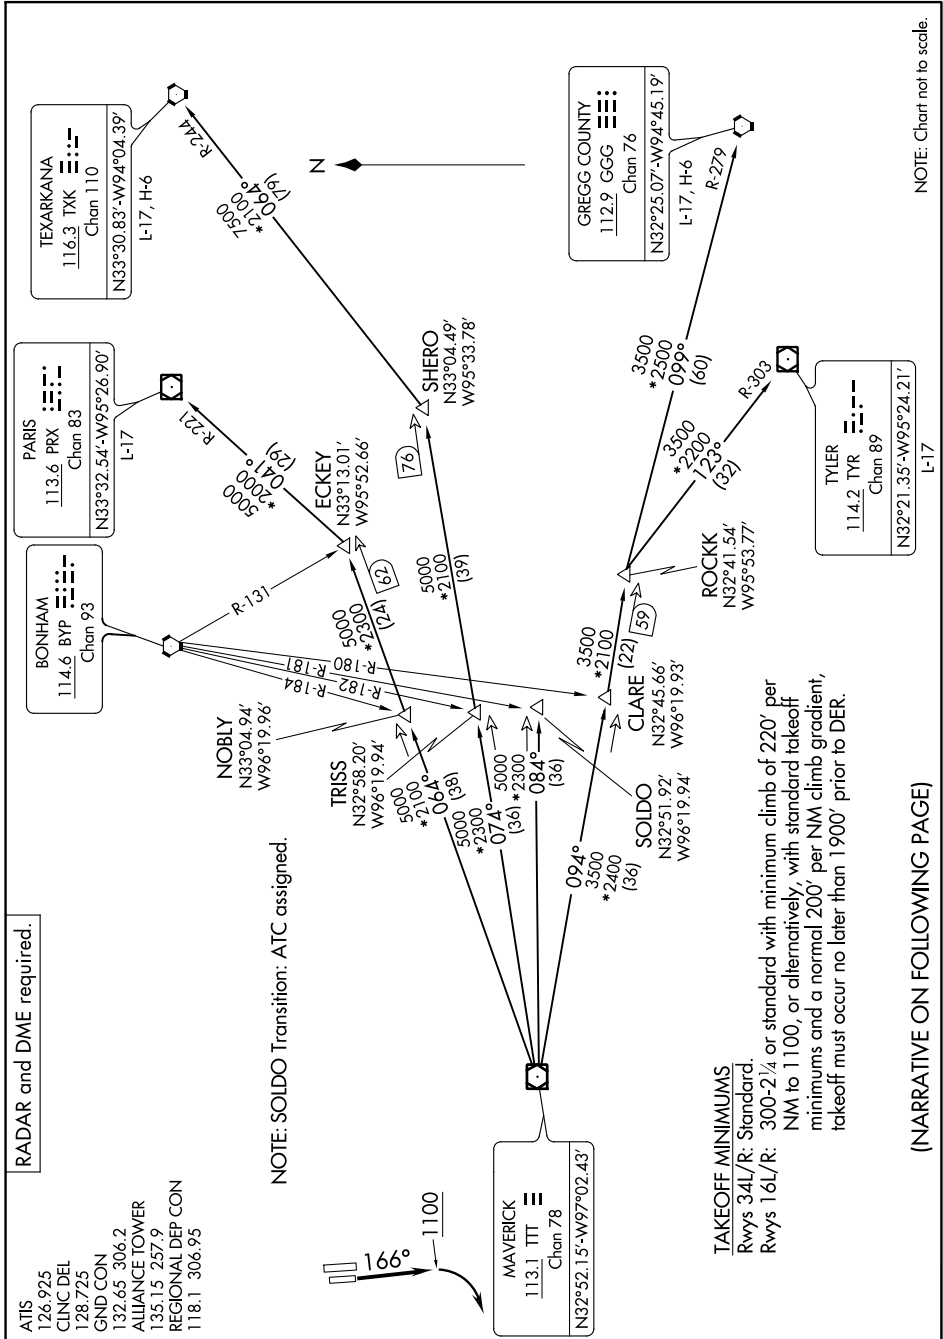 RADAR and DME required.
ATIS
126.925
CLNC DEL
128.725
GND CON
132.65 306.2
ALLIANCE TOWER
135.15 257.9
REGIONAL DEP CON
118.1 306.95
NOTE: SOLDO Transition: ATC assigned.
166°
1100
MAVERICK
113.1 TTT
Chan 78
N32°52.15'-W97°02.43'
BONHAM
114.6 BYP
Chan 93
R-131
R-180
R-181
R-182
R-184
PARIS
113.6 PRX
Chan 83
N33°32.54'-W95°26.90'
L-17
R-221
5000
*2000
041°
(29)
TEXARKANA
116.3 TXK
Chan 110
N33°30.83'-W94°04.39'
L-17, H-6
R-244
7500
*2100
064°
(79)
N
NOBLY
N33°04.94'
W96°19.96'
5000
*2100
064°
(38)
5000
*2300
(24)
62
ECKEY
N33°13.01'
W95°52.66'
TRISS
N32°58.20'
W96°19.94'
5000
*2300
074°
(36)
5000
*2100
(39)
76
SHERO
N33°04.49'
W95°33.78'
5000
*2300
084°
(36)
SOLDO
N32°51.92'
W96°19.94'
094°
3500
*2400
(36)
CLARE
N32°45.66'
W96°19.93'
3500
*2100
(22)
59
ROCKK
N32°41.54'
W95°53.77'
3500
*2500
099°
(60)
R-279
GREGG COUNTY
112.9 GGG
Chan 76
N32°25.07'-W94°45.19'
L-17, H-6
3500
*2200
123°
(32)
R-303
TYLER
114.2 TYR
Chan 89
N32°21.35'-W95°24.21'
L-17
TAKEOFF MINIMUMS
Rwys 34L/R: Standard.
Rwys 16L/R: 300-2¼ or standard with minimum climb of 220' per
NM to 1100, or alternatively, with standard takeoff
minimums and a normal 200' per NM climb gradient,
takeoff must occur no later than 1900' prior to DER.
(NARRATIVE ON FOLLOWING PAGE)
NOTE: Chart not to scale.